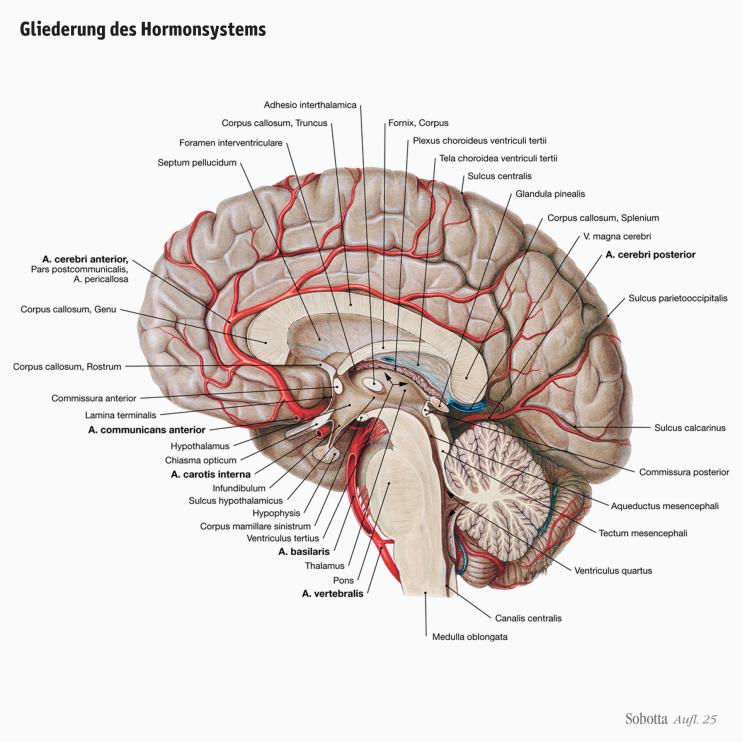 Gliederung des Hormonsystems
Adhesio interthalamica
Corpus callosum, Truncus
Foramen interventriculare
Septum pellucidum
Fornix, Corpus
Plexus choroideus ventriculi tertii
Tela choroidea ventriculi tertii
Sulcus centralis
Glandula pinealis
Corpus callosum, Splenium
V. magna cerebri
A. cerebri posterior
Sulcus parietooccipitalis
A. cerebri anterior,
Pars postcommunicalis,
A. pericallosa
Corpus callosum, Genu
Corpus callosum, Rostrum
Commissura anterior
Lamina terminalis
A. communicans anterior
Hypothalamus
Chiasma opticum
A. carotis interna
Infundibulum
Sulcus hypothalamicus
Hypophysis
Corpus mamillare sinistrum
Ventriculus tertius
A. basilaris
Thalamus
Pons
A. vertebralis
Sulcus calcarinus
Commissura posterior
Aqueductus mesencephali
Tectum mesencephali
Ventriculus quartus
Canalis centralis
Medulla oblongata
Sobotta Aufl. 25